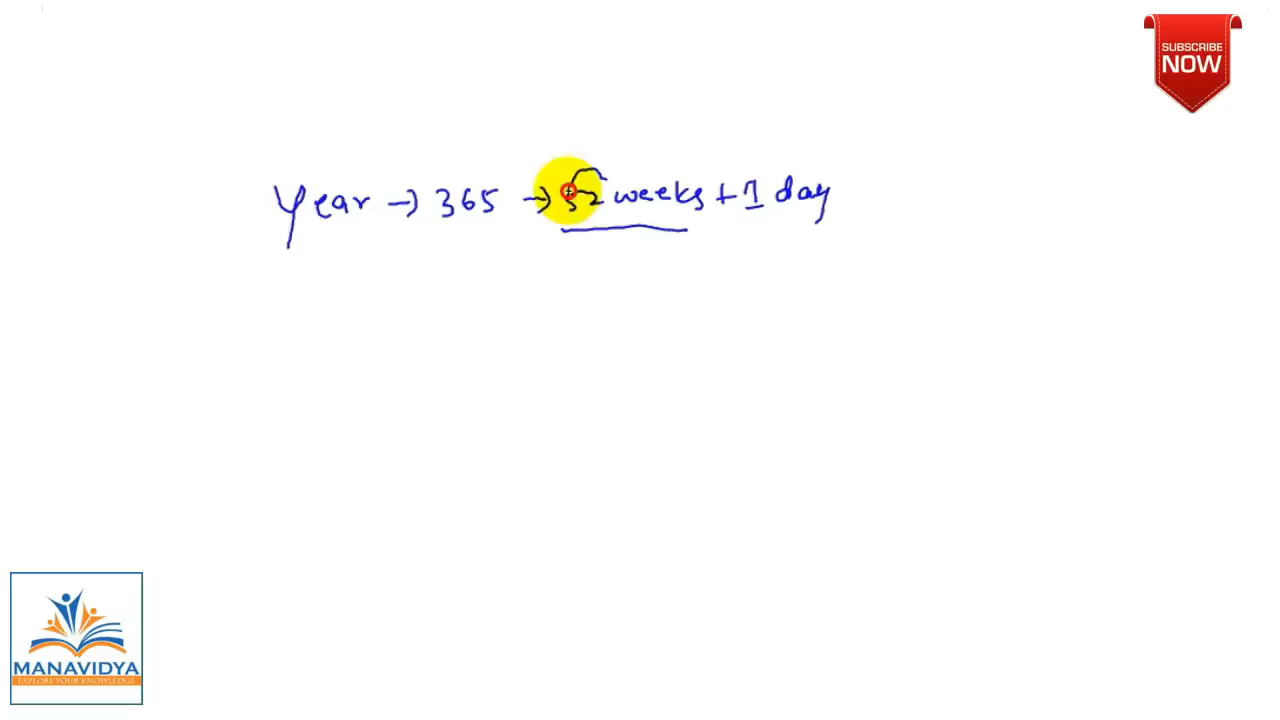 SUBSCRIBE
NOW
Year → 365 → 52 weeks + 1 day
MANAVIDYA
EXPLORE YOUR KNOWLEDGE